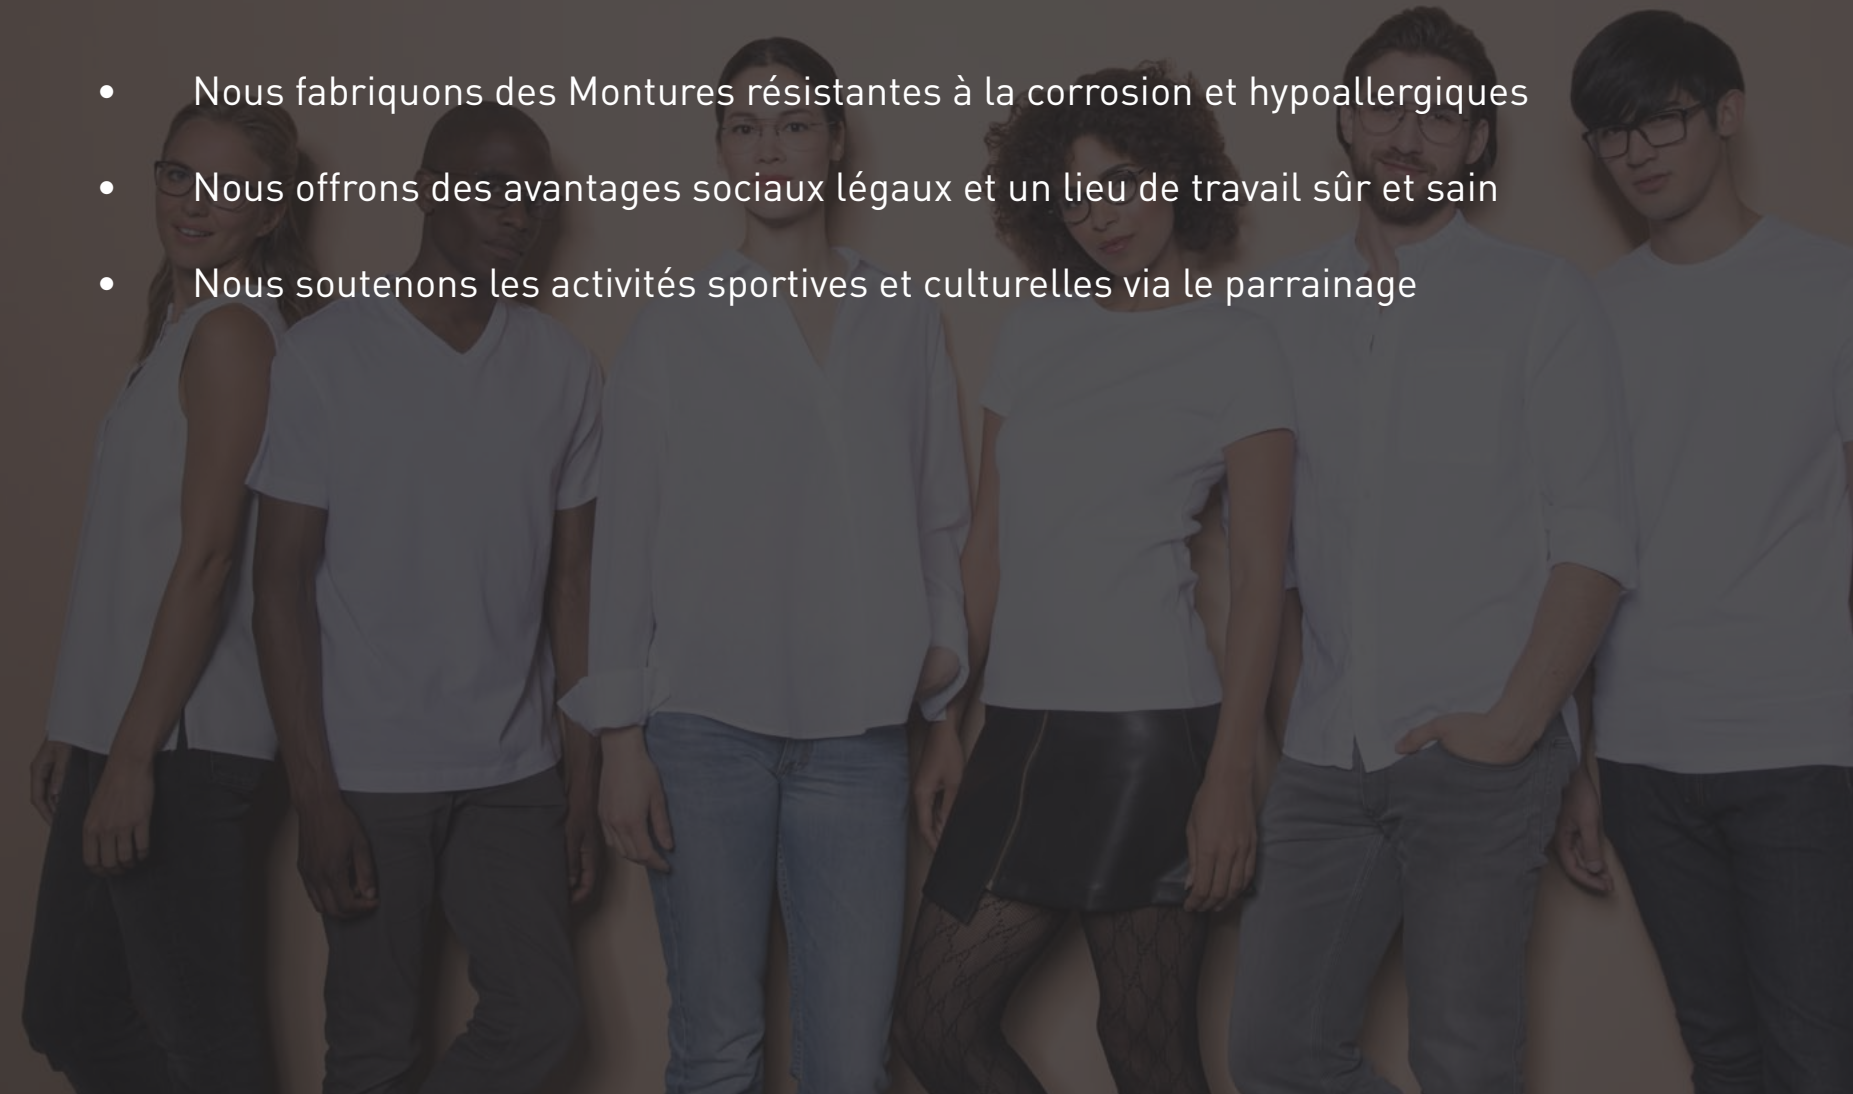 • Nous fabriquons des Montures résistantes à la corrosion et hypoallergiques
• Nous offrons des avantages sociaux légaux et un lieu de travail sûr et sain
• Nous soutenons les activités sportives et culturelles via le parrainage